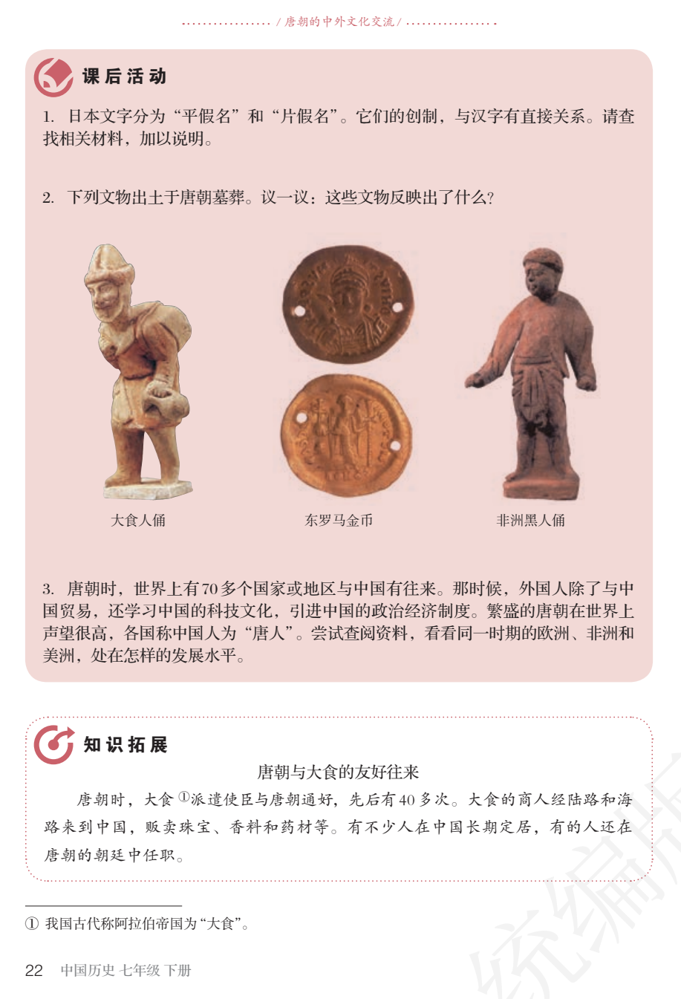 / 唐朝的中外文化交流 /
课后活动
1. 日本文字分为“平假名”和“片假名”。它们的创制，与汉字有直接关系。请查
找相关材料，加以说明。
2. 下列文物出土于唐朝墓葬。议一议：这些文物反映出了什么？
大食人俑
东罗马金币
非洲黑人俑
3. 唐朝时，世界上有70多个国家或地区与中国有往来。那时候，外国人除了与中
国贸易，还学习中国的科技文化，引进中国的政治经济制度。繁盛的唐朝在世界上
声望很高，各国称中国人为“唐人”。尝试查阅资料，看看同一时期的欧洲、非洲和
美洲，处在怎样的发展水平。
知识拓展
唐朝与大食的友好往来
唐朝时，大食①派遣使臣与唐朝通好，先后有40多次。大食的商人经陆路和海
路来到中国，贩卖珠宝、香料和药材等。有不少人在中国长期定居，有的人还在
唐朝的朝廷中任职。
① 我国古代称阿拉伯帝国为“大食”。
22 中国历史 七年级 下册
统编版